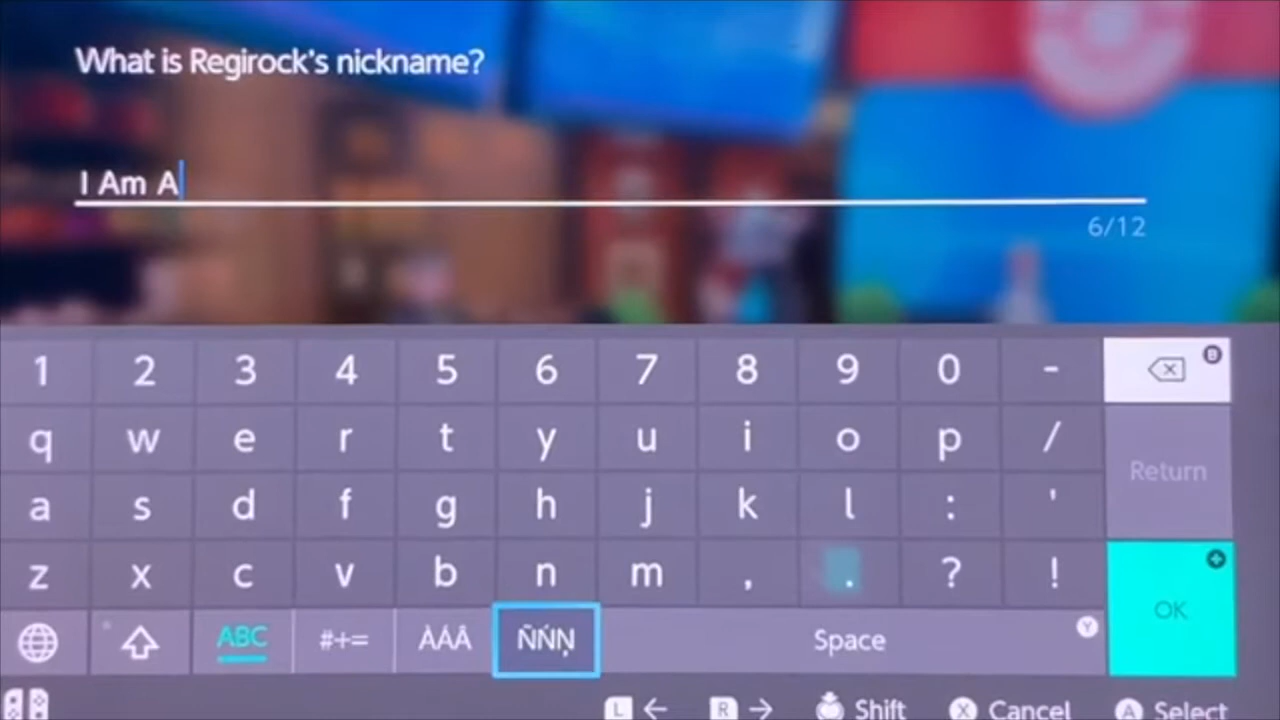 What is Regirock's nickname?
I Am A
6/12
1 2 3 4 5 6 7 8 9 0 - B
q w e r t y u i o p /
Return
a s d f g h j k l : '
z x c v b n m , . ? ! +
OK
ABC #+= ÀÁÂ ÑŃŅ Space Y
L ← R → Shift X Cancel A Select